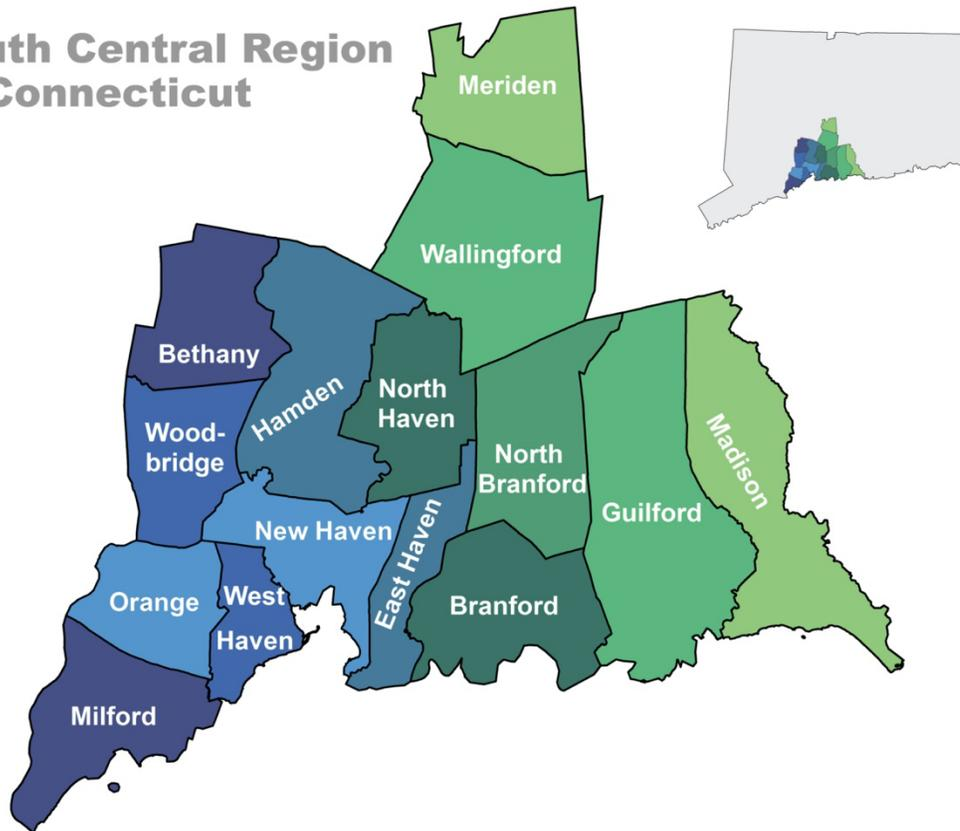 uth Central Region
Connecticut
Meriden
Wallingford
Bethany
Hamden
North
Haven
Wood-
bridge
North
Branford
Madison
Guilford
New Haven
East Haven
Orange
West
Haven
Branford
Milford